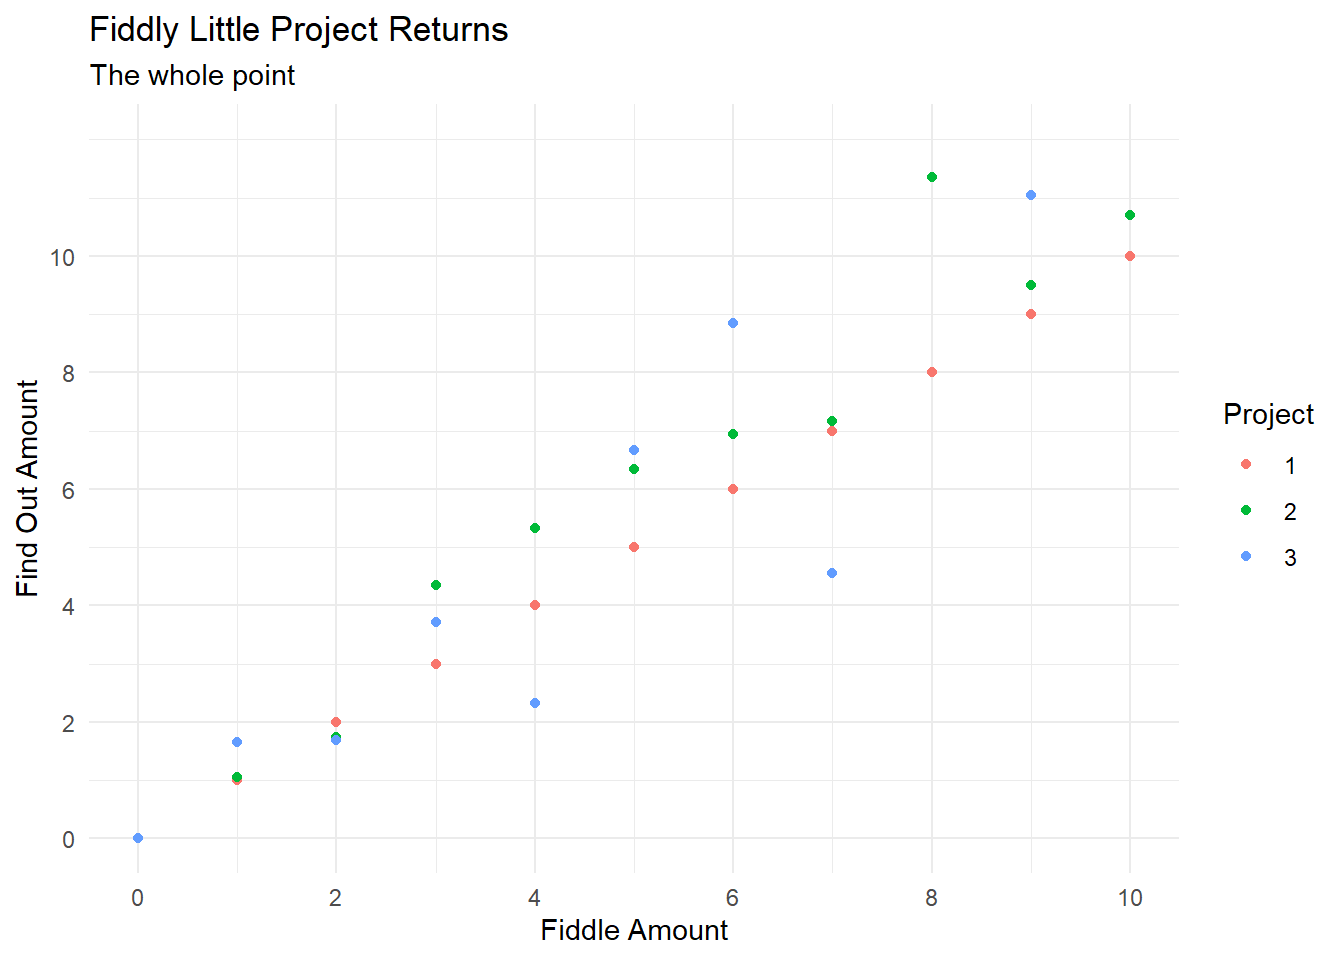 Fiddly Little Project Returns
The whole point
Find Out Amount
10
8
6
4
2
0
0 2 4 6 8 10
Fiddle Amount
Project
1
2
3